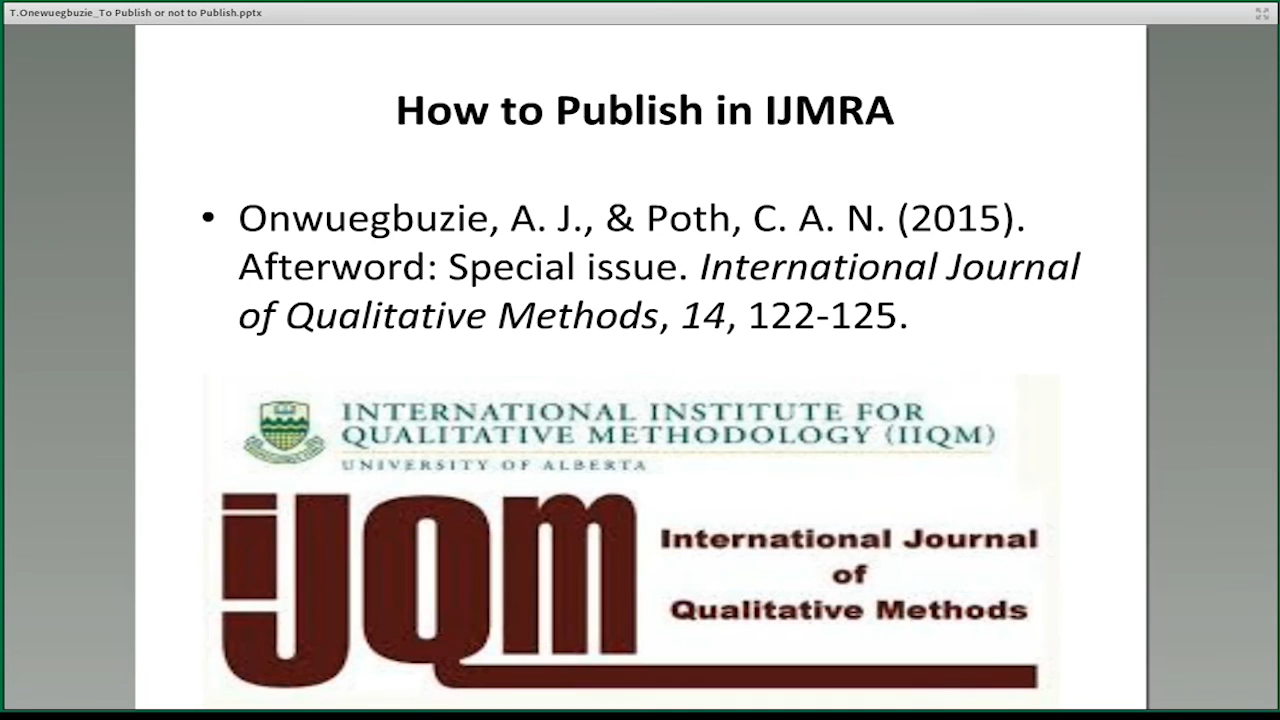 T.Onewuegbuzie_To Publish or not to Publish.pptx
How to Publish in IJMRA
• Onwuegbuzie, A. J., & Poth, C. A. N. (2015).
Afterword: Special issue. International Journal
of Qualitative Methods, 14, 122-125.
INTERNATIONAL INSTITUTE FOR
QUALITATIVE METHODOLOGY (IIQM)
UNIVERSITY OF ALBERTA
IJQM
International Journal
of
Qualitative Methods